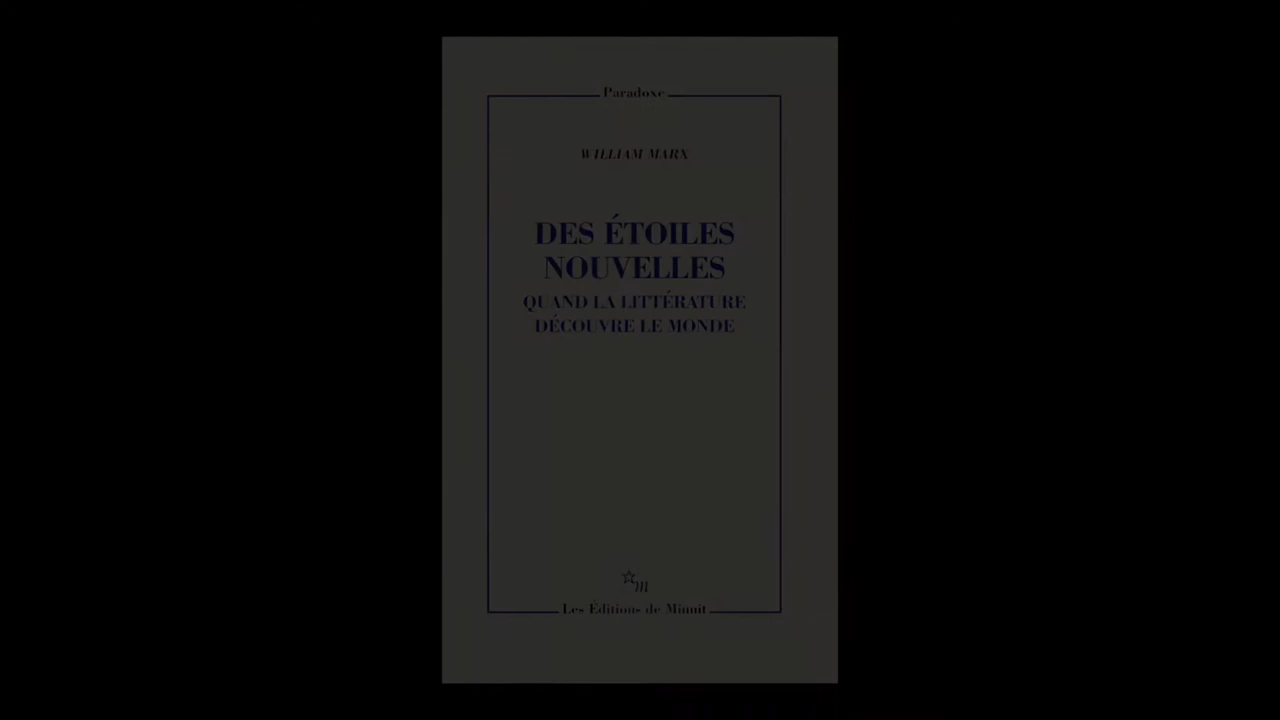 Paradoxe
WILLIAM MARX
DES ÉTOILES
NOUVELLES
QUAND LA LITTÉRATURE
DÉCOUVRE LE MONDE
m
Les Éditions de Minuit